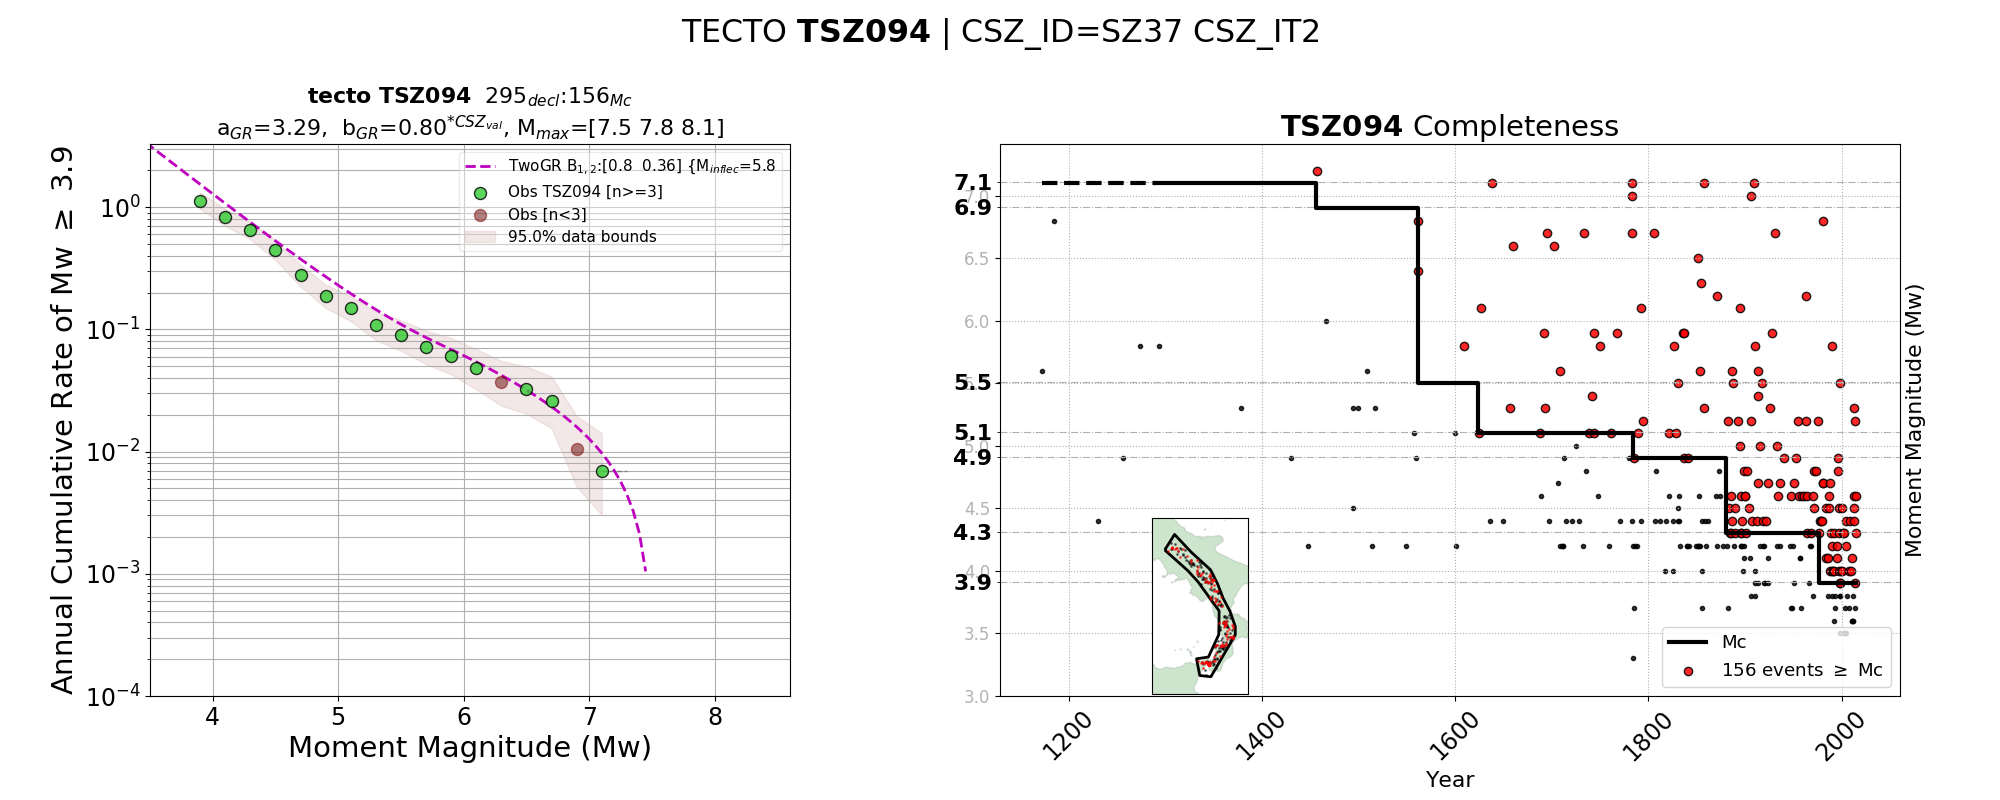 TECTO TSZ094 | CSZ_ID=SZ37 CSZ_IT2
tecto TSZ094 295decl:156Mc
aGR=3.29, bGR=0.80*CSZval, Mmax=[7.5 7.8 8.1]
TwoGR B1,2:[0.8 0.36] {Minflec=5.8
Obs TSZ094 [n>=3]
Obs [n<3]
95.0% data bounds
Annual Cumulative Rate of Mw ≥ 3.9
10^0
10^-1
10^-2
10^-3
10^-4
4 5 6 7 8
Moment Magnitude (Mw)
TSZ094 Completeness
7.1
7.0
6.9
6.5
6.0
5.5
5.1
5.0
4.9
4.5
4.3
4.0
3.9
3.5
3.0
Mc
156 events ≥ Mc
1200 1400 1600 1800 2000
Year
Moment Magnitude (Mw)